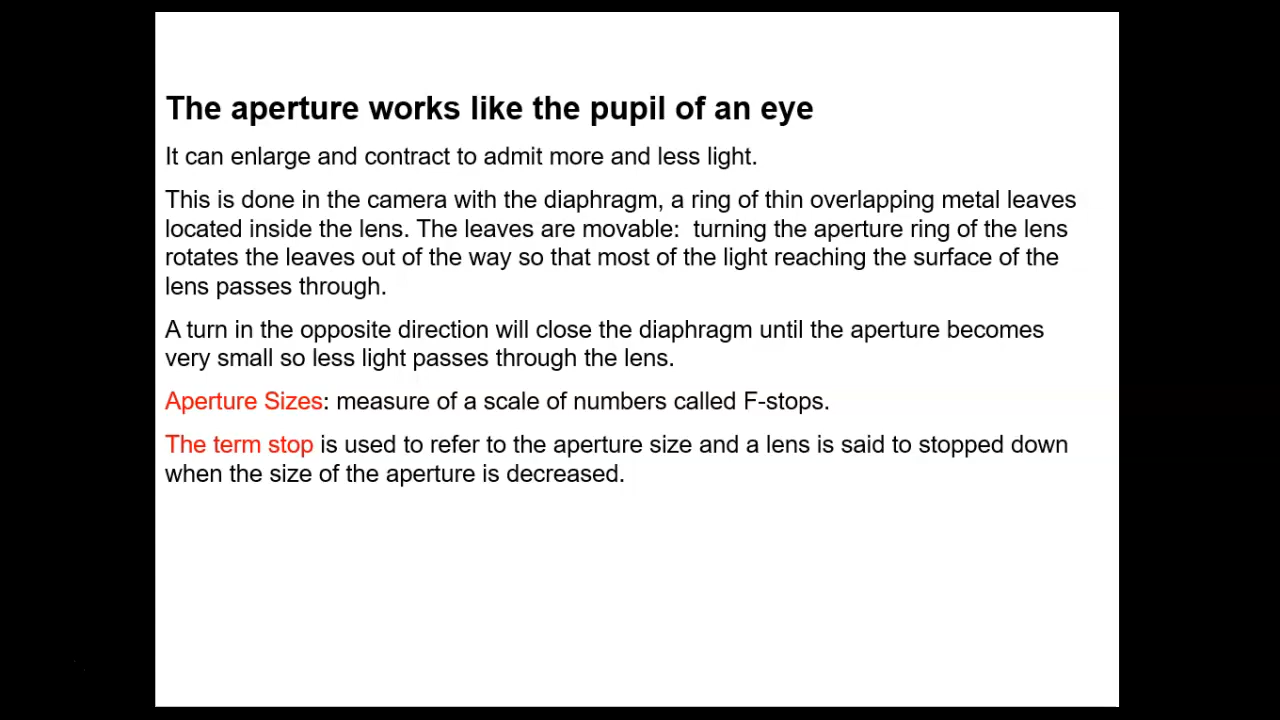 The aperture works like the pupil of an eye
It can enlarge and contract to admit more and less light.
This is done in the camera with the diaphragm, a ring of thin overlapping metal leaves
located inside the lens. The leaves are movable:  turning the aperture ring of the lens
rotates the leaves out of the way so that most of the light reaching the surface of the
lens passes through.
A turn in the opposite direction will close the diaphragm until the aperture becomes
very small so less light passes through the lens.
Aperture Sizes: measure of a scale of numbers called F-stops.
The term stop is used to refer to the aperture size and a lens is said to stopped down
when the size of the aperture is decreased.